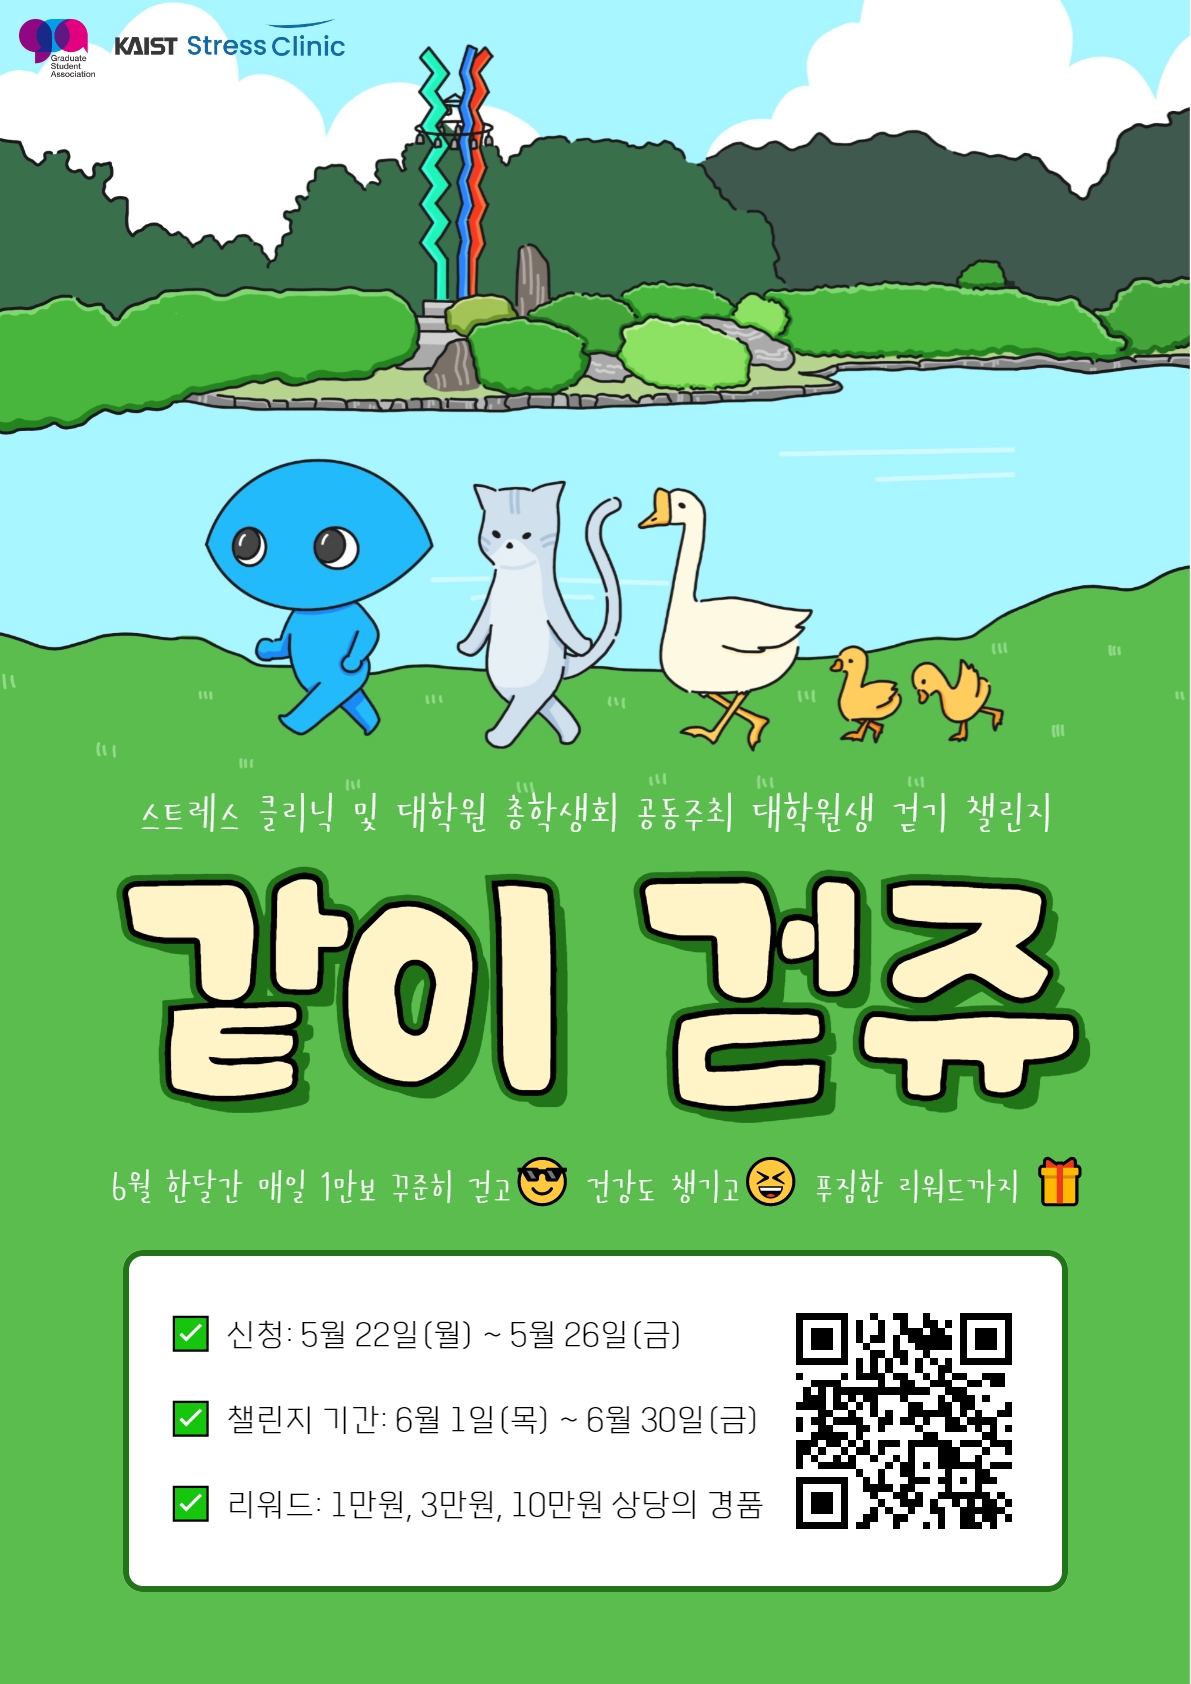 Graduate
Student
Association
KAIST Stress Clinic
스트레스 클리닉 및 대학원 총학생회 공동주최 대학원생 걷기 챌린지
같이 걷쥬
6월 한달간 매일 1만보 꾸준히 걷고😎 건강도 챙기고😆 푸짐한 리워드까지 🎁
✅ 신청: 5월 22일(월) ~ 5월 26일(금)
✅ 챌린지 기간: 6월 1일(목) ~ 6월 30일(금)
✅ 리워드: 1만원, 3만원, 10만원 상당의 경품